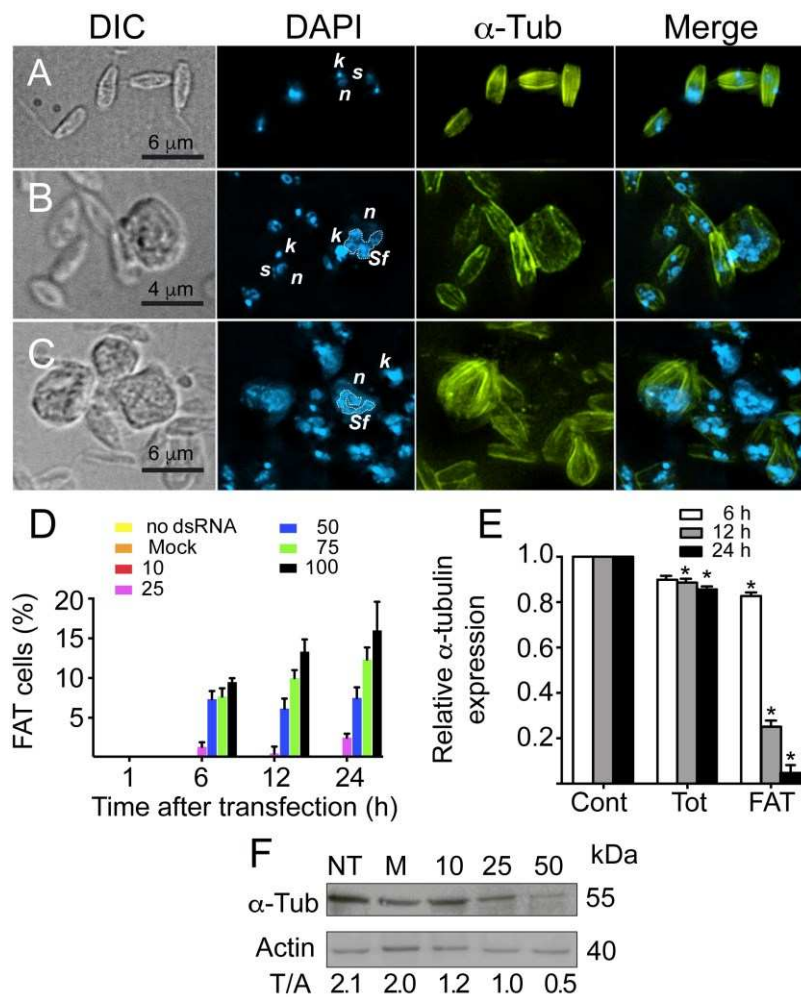 DIC DAPI α-Tub Merge
A k s n
6 μm
B n k k s n Sf
4 μm
C k n Sf
6 μm
D
no dsRNA 50
Mock 75
10 100
25
FAT cells (%)
20
15
10
5
1 6 12 24
Time after transfection (h)
E
6 h
12 h
24 h
Relative α-tubulin
expression
1.0
0.8
0.6
0.4
0.2
* * * * *
Cont Tot FAT
F
NT M 10 25 50 kDa
α-Tub 55
Actin 40
T/A 2.1 2.0 1.2 1.0 0.5